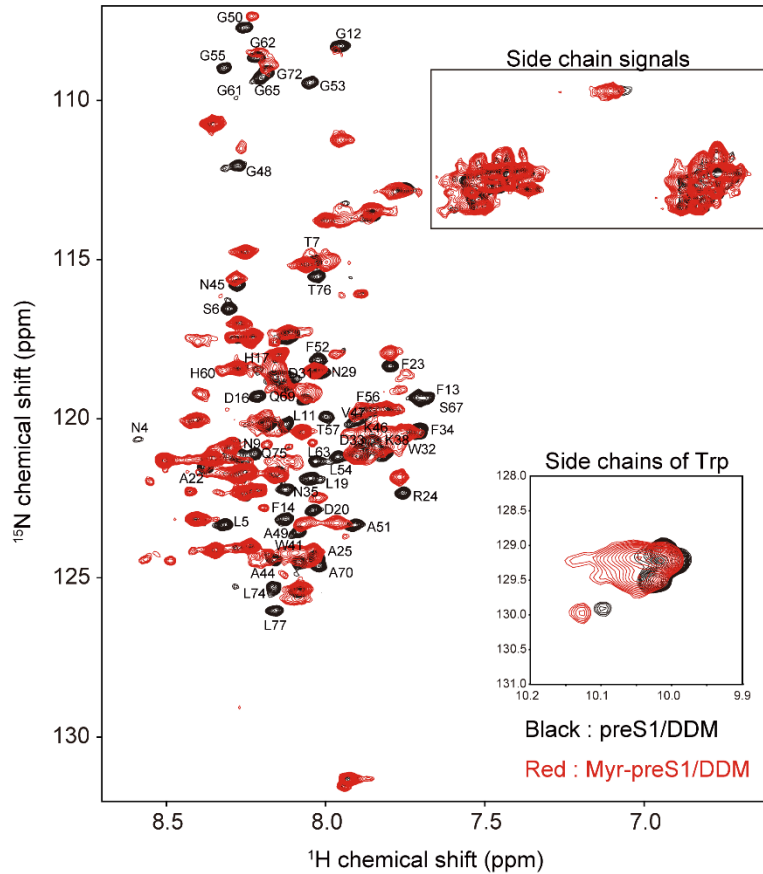 G50
G62
G12
Side chain signals
G55
G72
G53
G61
G65
110
G48
T7
115
N45
T76
S6
F52
H17
F23
H60
D31
N29
F13
D16
Q69
F56
S67
L11
V47
K46
120
N4
T57
D33
K38
F34
N9
L63
W32
Q75
L54
A22
L19
N35
R24
F14
D20
L5
A49
A51
W41
A25
A44
A70
125
L74
L77
130
15N chemical shift (ppm)
Side chains of Trp
128.0
128.5
129.0
129.5
130.0
130.5
131.0
10.2 10.1 10.0 9.9
Black : preS1/DDM
Red : Myr-preS1/DDM
8.5 8.0 7.5 7.0
1H chemical shift (ppm)